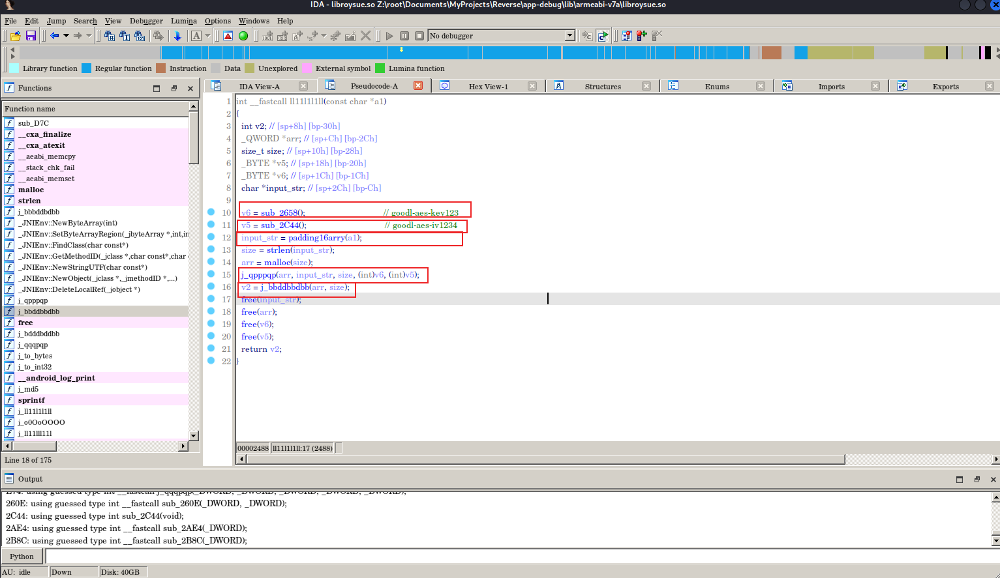 IDA - libroysue.so Z:\root\Documents\MyProjects\Reverse\app-debug\lib\armeabi-v7a\libroysue.so
File Edit Jump Search View Debugger Lumina Options Windows Help
No debugger
Library function Regular function Instruction Data Unexplored External symbol Lumina function
Functions
IDA View-A Pseudocode-A Hex View-1 Structures Enums Imports Exports
Function name
sub_D7C
__cxa_finalize
__cxa_atexit
__aeabi_memcpy
__stack_chk_fail
__aeabi_memset
malloc
strlen
j_bbbddbdbb
_JNIEnv::NewByteArray(int)
_JNIEnv::SetByteArrayRegion(_jbyteArray *,int,in
_JNIEnv::FindClass(char const*)
_JNIEnv::GetMethodID(_jclass *,char const*,char
_JNIEnv::NewStringUTF(char const*)
_JNIEnv::NewObject(_jclass *,_jmethodID *,...)
_JNIEnv::DeleteLocalRef(_jobject *)
j_qpppqp
j_bbddbbdbb
free
j_bdddbddbb
j_qqqpqp
j_to_bytes
j_to_int32
__android_log_print
j_md5
sprintf
j_ll11l1l1ll
j_o0OoOOOO
j_ll11lll11l
Line 18 of 175
1 int __fastcall ll11l1l1ll(const char *a1)
2 {
3 int v2; // [sp+8h] [bp-30h]
4 _QWORD *arr; // [sp+Ch] [bp-2Ch]
5 size_t size; // [sp+10h] [bp-28h]
6 _BYTE *v5; // [sp+18h] [bp-20h]
7 _BYTE *v6; // [sp+1Ch] [bp-1Ch]
8 char *input_str; // [sp+2Ch] [bp-Ch]
9
10 v6 = sub_2658(); // goodl-aes-key123
11 v5 = sub_2C44(); // goodl-aes-iv1234
12 input_str = padding16arry(a1);
13 size = strlen(input_str);
14 arr = malloc(size);
15 j_qpppqp(arr, input_str, size, (int)v6, (int)v5);
16 v2 = j_bbddbbdbb(arr, size);
17 free(input_str);
18 free(arr);
19 free(v6);
20 free(v5);
21 return v2;
22 }
00002488 ll11l1l1ll:17 (2488)
Output
E74: using guessed type int __fastcall j_qqqpqp(_DWORD, _DWORD, _DWORD, _DWORD, _DWORD);
260E: using guessed type int __fastcall sub_260E(_DWORD, _DWORD);
2C44: using guessed type int sub_2C44(void);
2AE4: using guessed type int __fastcall sub_2AE4(_DWORD);
2B8C: using guessed type int __fastcall sub_2B8C(_DWORD);
Python
AU: idle Down Disk: 40GB